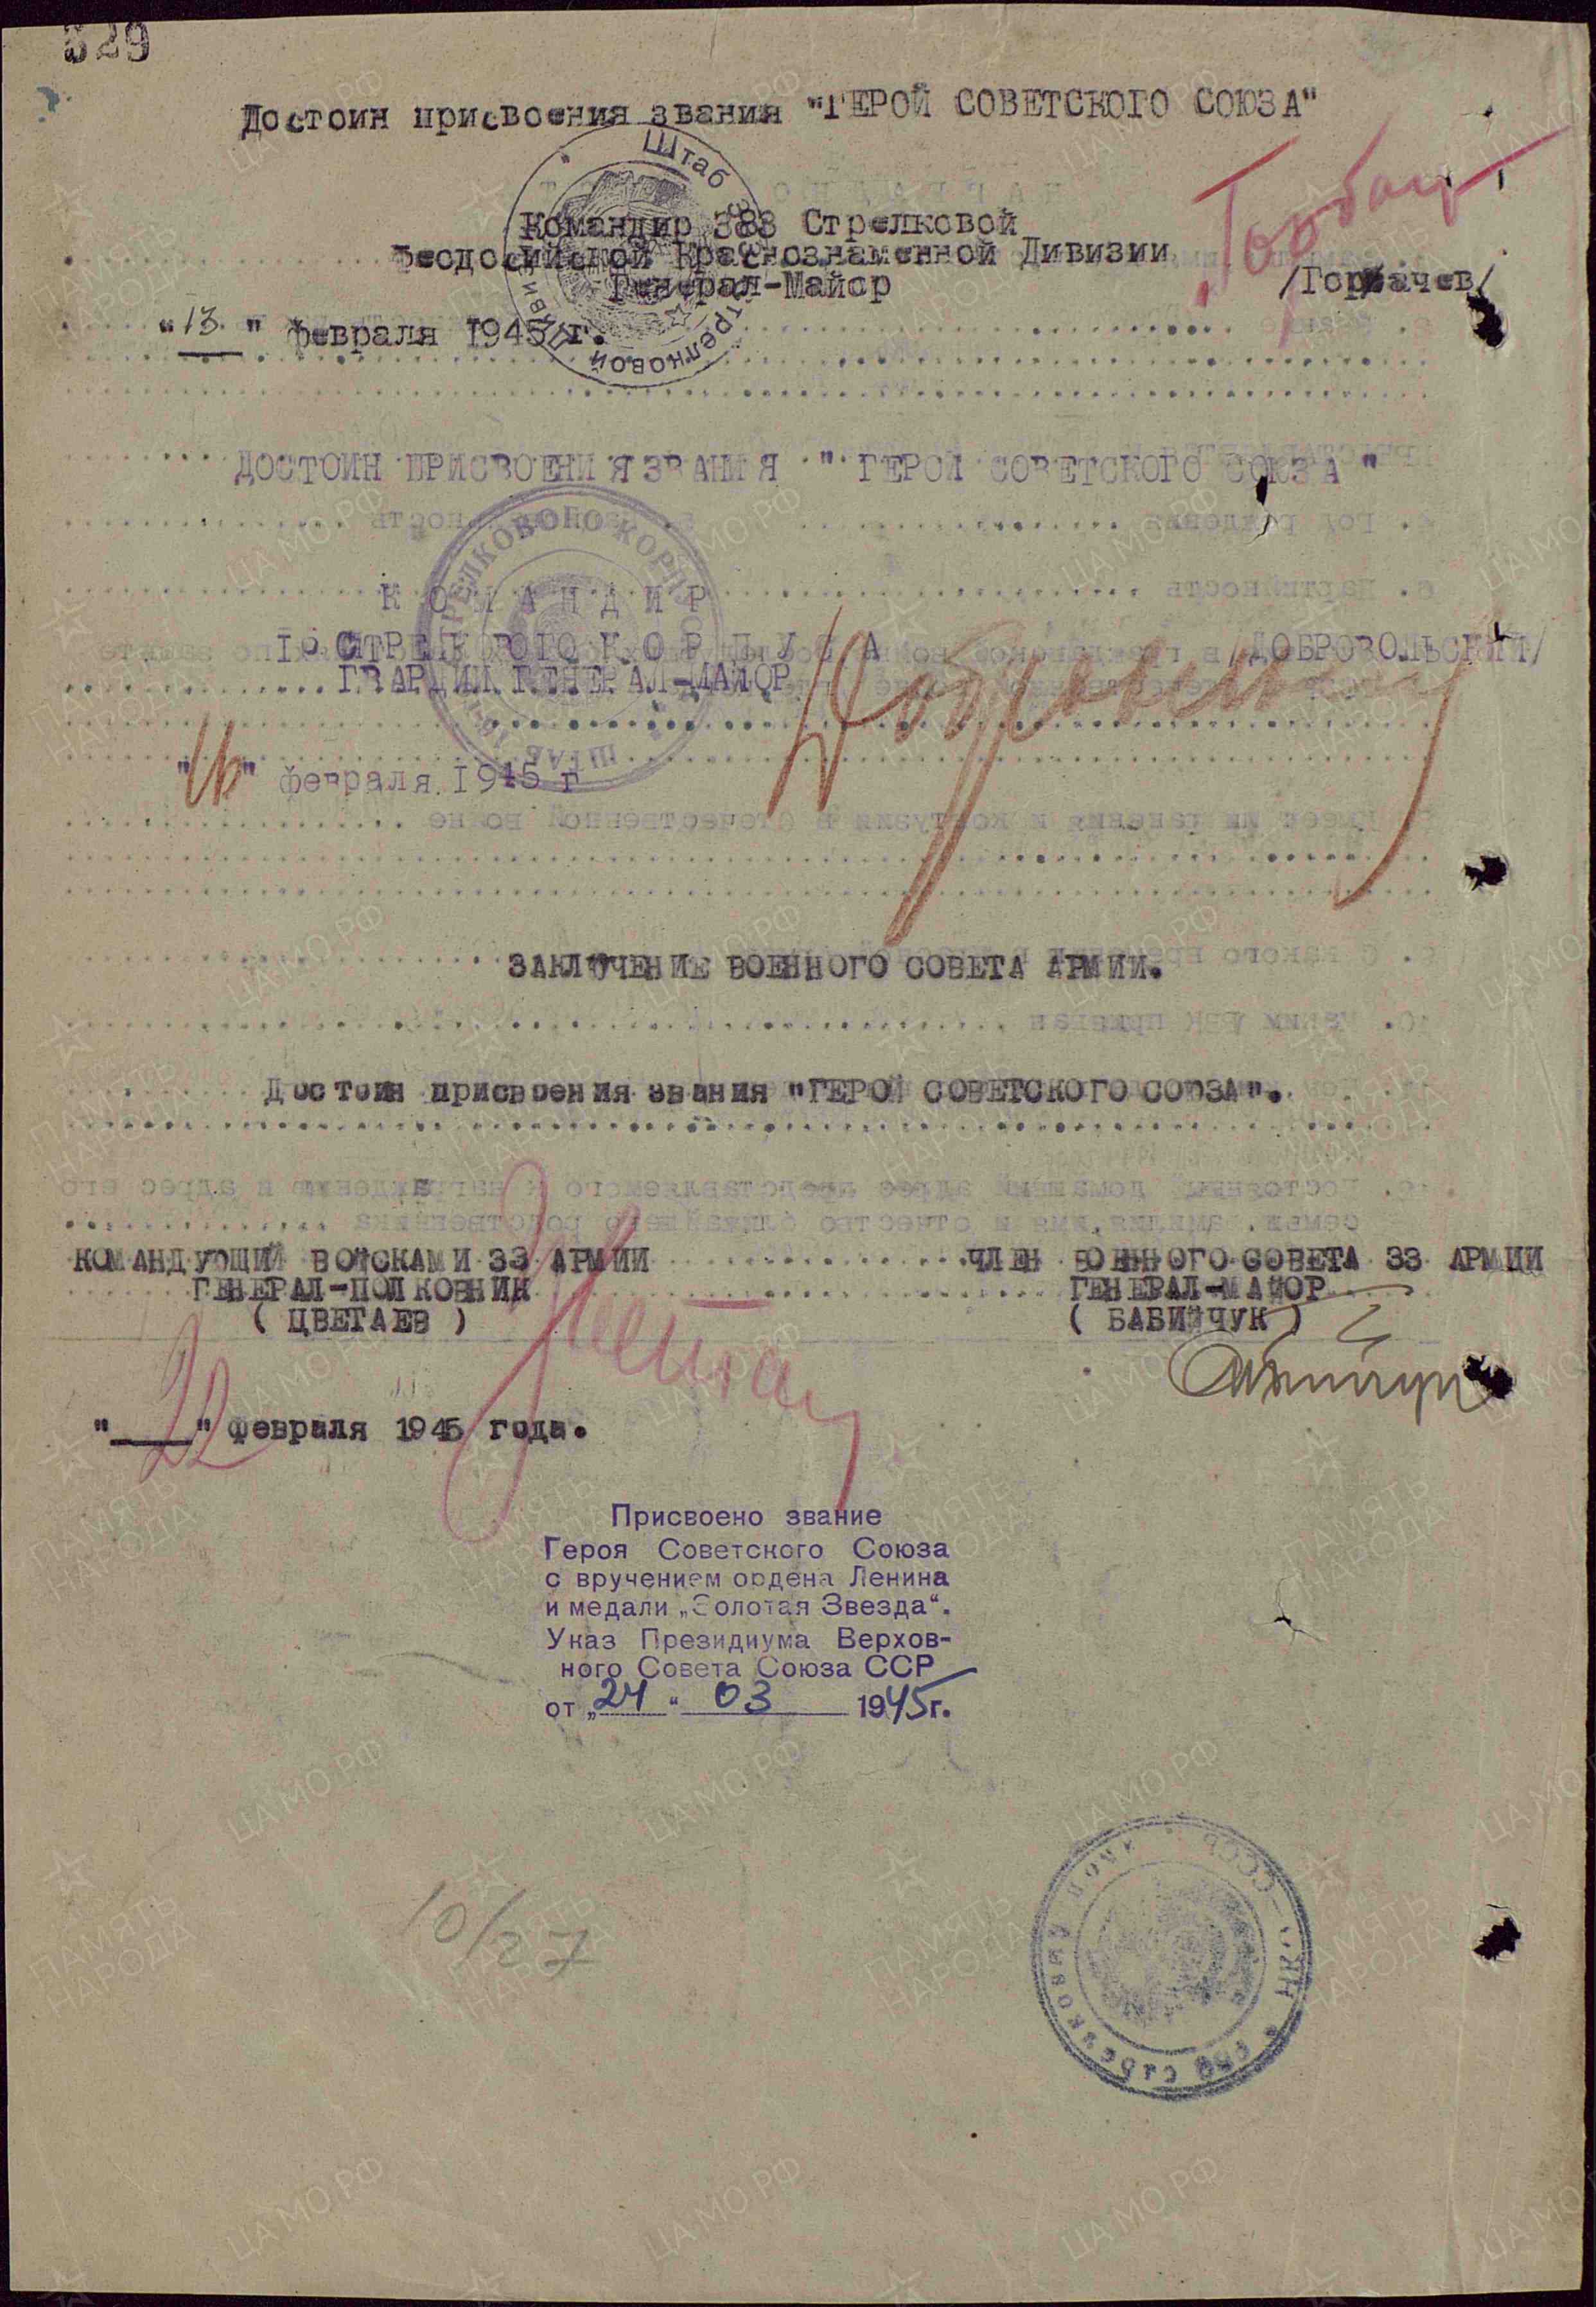 529
Достоин присвоения звания "ГЕРОЙ СОВЕТСКОГО СОЮЗА"
Командир 383 Стрелковой
Феодосийской Краснознаменной Дивизии
Генерал-Майор /Горбачев/
"13" февраля 1945 г.
ДОСТОИН ПРИСВОЕНИЯ ЗВАНИЯ " ГЕРОЙ СОВЕТСКОГО СОЮЗА "
К О М А Н Д И Р
СТРЕЛКОВОГО К О Р П У С А /ДОБРОВОЛЬСКИЙ/
ГВАРДИИ ГЕНЕРАЛ-МАЙОР
"16" февраля 1945 г
ЗАКЛЮЧЕНИЕ ВОЕННОГО СОВЕТА АРМИИ.
Достоин присвоения звания "ГЕРОЙ СОВЕТСКОГО СОЮЗА".
КОМАНДУЮЩИЙ ВОЙСКАМИ 33 АРМИИ ЧЛЕН ВОЕННОГО СОВЕТА 33 АРМИИ
ГЕНЕРАЛ-ПОЛКОВНИК ГЕНЕРАЛ-МАЙОР
( ЦВЕТАЕВ ) ( БАБИЙЧУК )
"22" февраля 1945 года.
Присвоено звание
Героя Советского Союза
с вручением ордена Ленина
и медали „Золотая Звезда".
Указ Президиума Верхов-
ного Совета Союза ССР
от „24" 03 1945г.
10/27